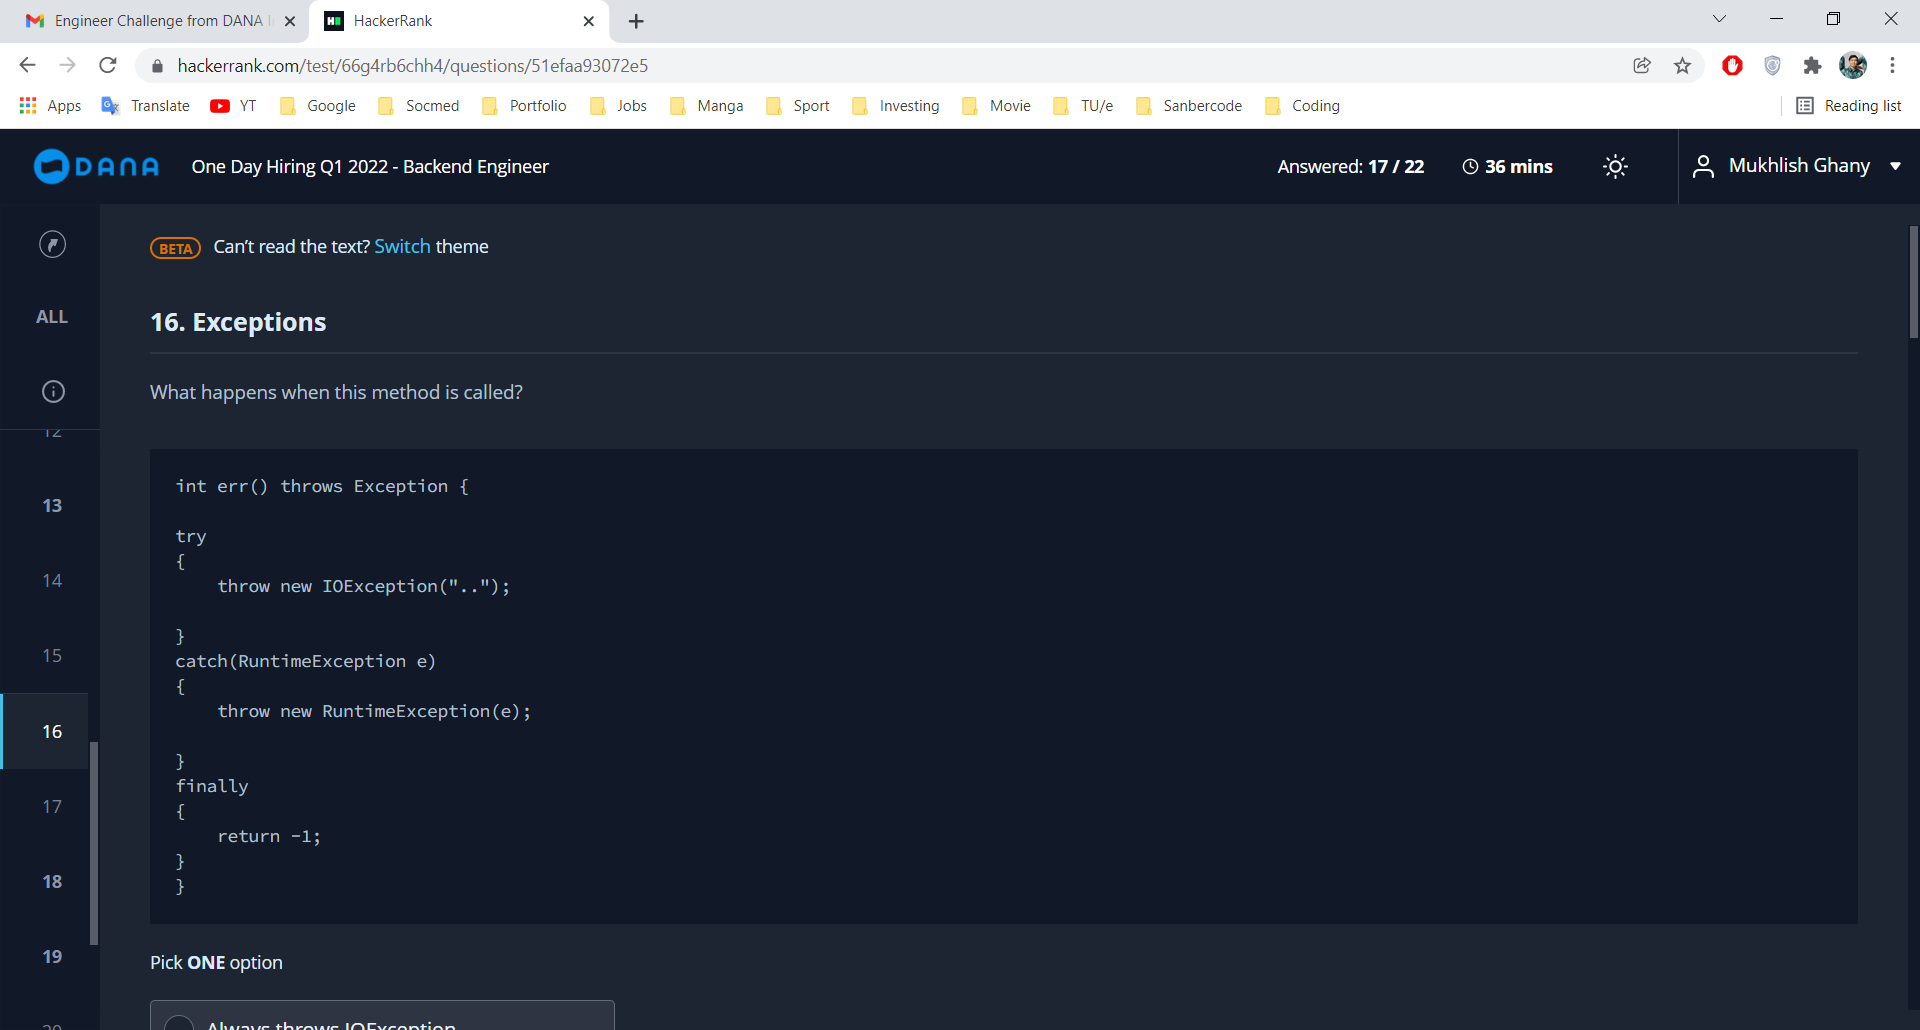 Engineer Challenge from DANA
HackerRank
hackerrank.com/test/66g4rb6chh4/questions/51efaa93072e5
Apps
Translate
YT
Google
Socmed
Portfolio
Jobs
Manga
Sport
Investing
Movie
TU/e
Sanbercode
Coding
Reading list
DANA
One Day Hiring Q1 2022 - Backend Engineer
Answered: 17 / 22
36 mins
Mukhlish Ghany
BETA Can't read the text? Switch theme
ALL
16. Exceptions
What happens when this method is called?
12
13
14
15
16
17
18
19
20
int err() throws Exception {
try
{
throw new IOException("..");
}
catch(RuntimeException e)
{
throw new RuntimeException(e);
}
finally
{
return -1;
}
}
Pick ONE option
Always throws IOException